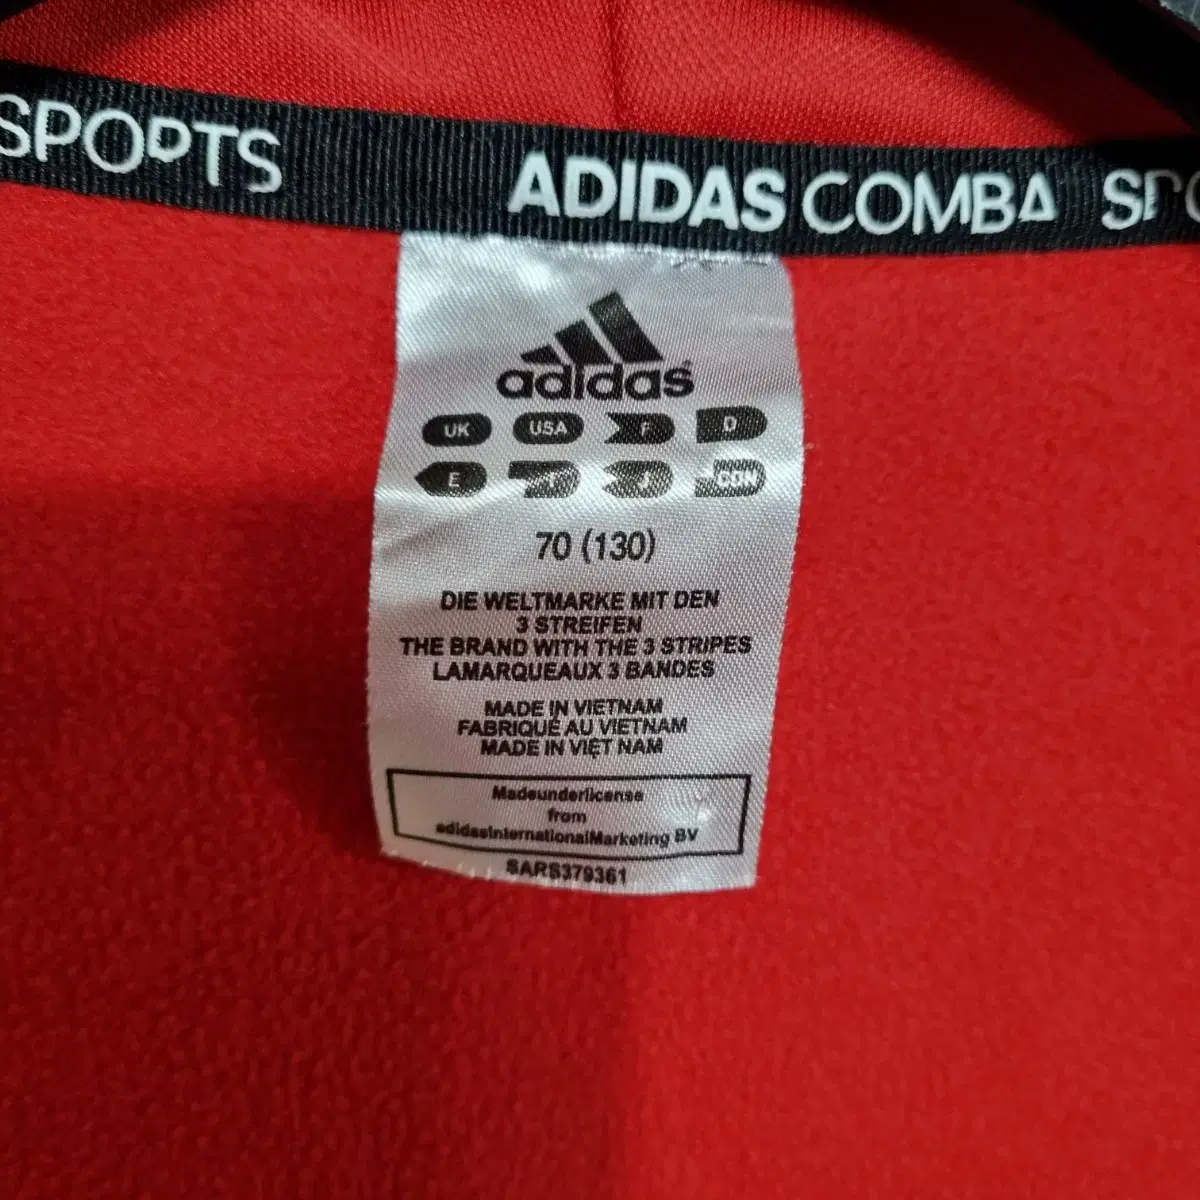 SPORTS ADIDAS COMBA SPO
adidas
UK USA F D
E I J CDN
70 (130)
DIE WELTMARKE MIT DEN
3 STREIFEN
THE BRAND WITH THE 3 STRIPES
LAMARQUEAUX 3 BANDES
MADE IN VIETNAM
FABRIQUÉ AU VIETNAM
MADE IN VIỆT NAM
Madeunderlicense
from
adidasInternationalMarketing BV
SARS379361